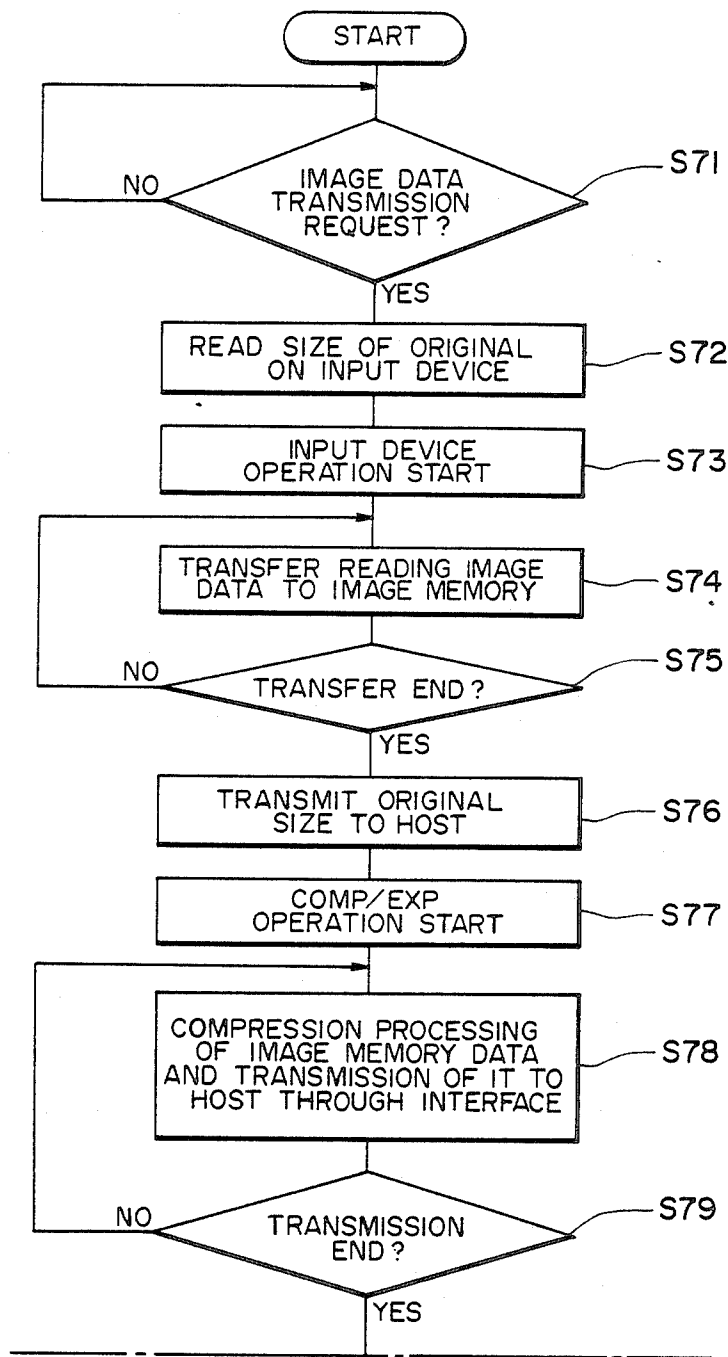 START
IMAGE DATA
TRANSMISSION
REQUEST ?
NO
YES
S71
READ SIZE OF ORIGINAL
ON INPUT DEVICE
S72
INPUT DEVICE
OPERATION START
S73
TRANSFER READING IMAGE
DATA TO IMAGE MEMORY
S74
TRANSFER END ?
NO
YES
S75
TRANSMIT ORIGINAL
SIZE TO HOST
S76
COMP/EXP
OPERATION START
S77
COMPRESSION PROCESSING
OF IMAGE MEMORY DATA
AND TRANSMISSION OF IT TO
HOST THROUGH INTERFACE
S78
TRANSMISSION
END ?
NO
YES
S79